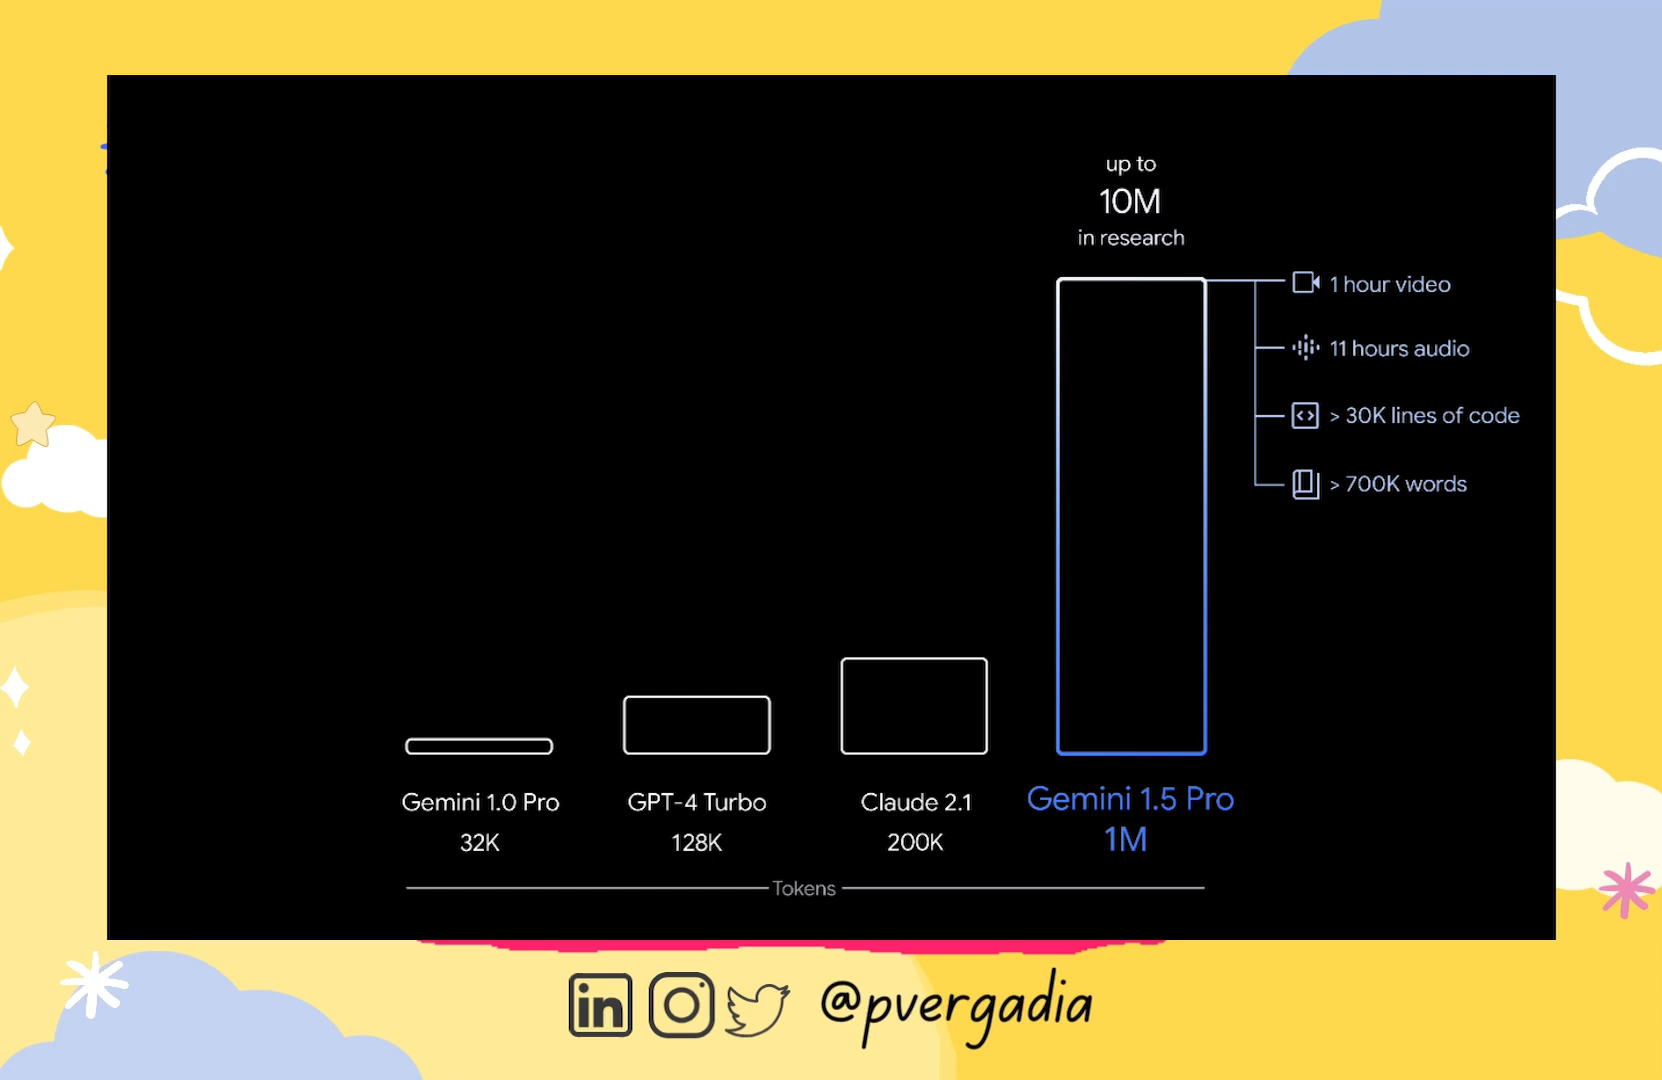 up to
10M
in research
1 hour video
11 hours audio
> 30K lines of code
> 700K words
Gemini 1.0 Pro
32K
GPT-4 Turbo
128K
Claude 2.1
200K
Gemini 1.5 Pro
1M
Tokens
in
@pvergadia